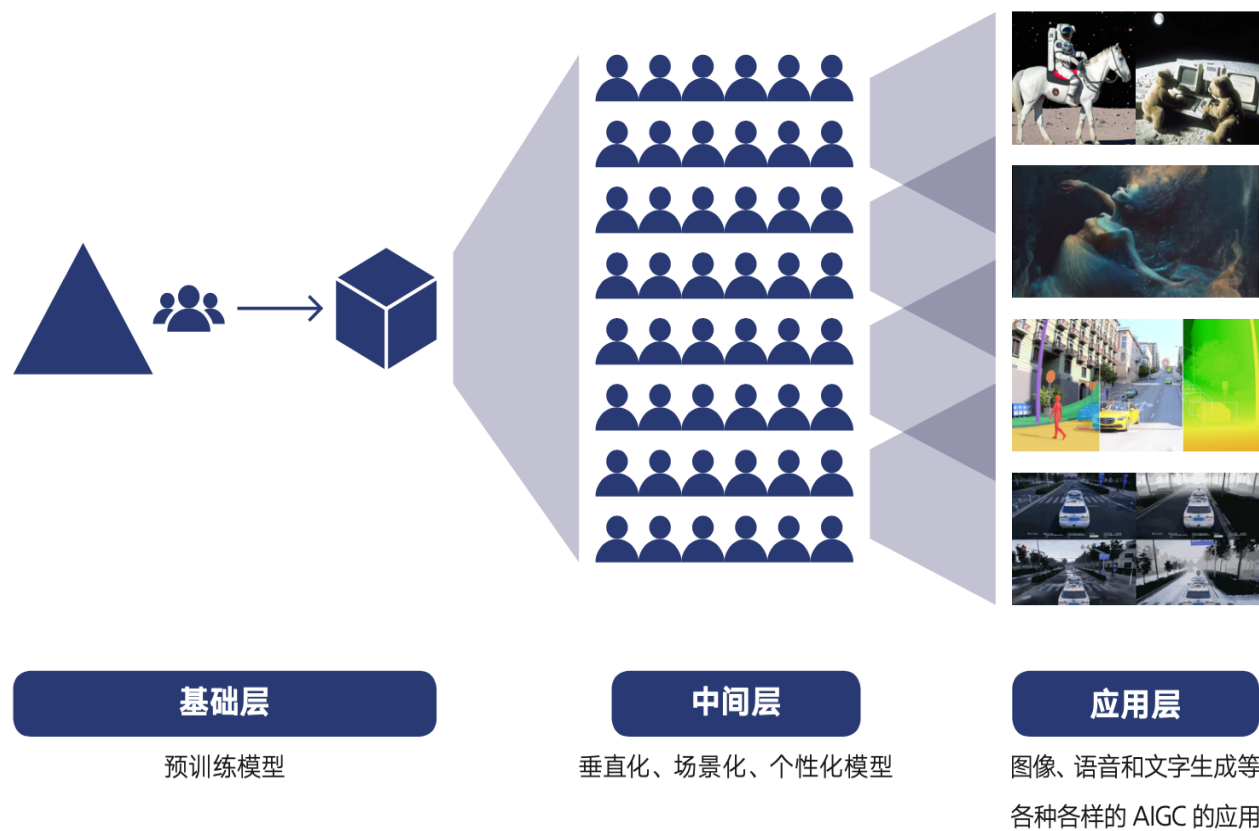 基础层
预训练模型
中间层
垂直化、场景化、个性化模型
应用层
图像、语音和文字生成等
各种各样的 AIGC 的应用